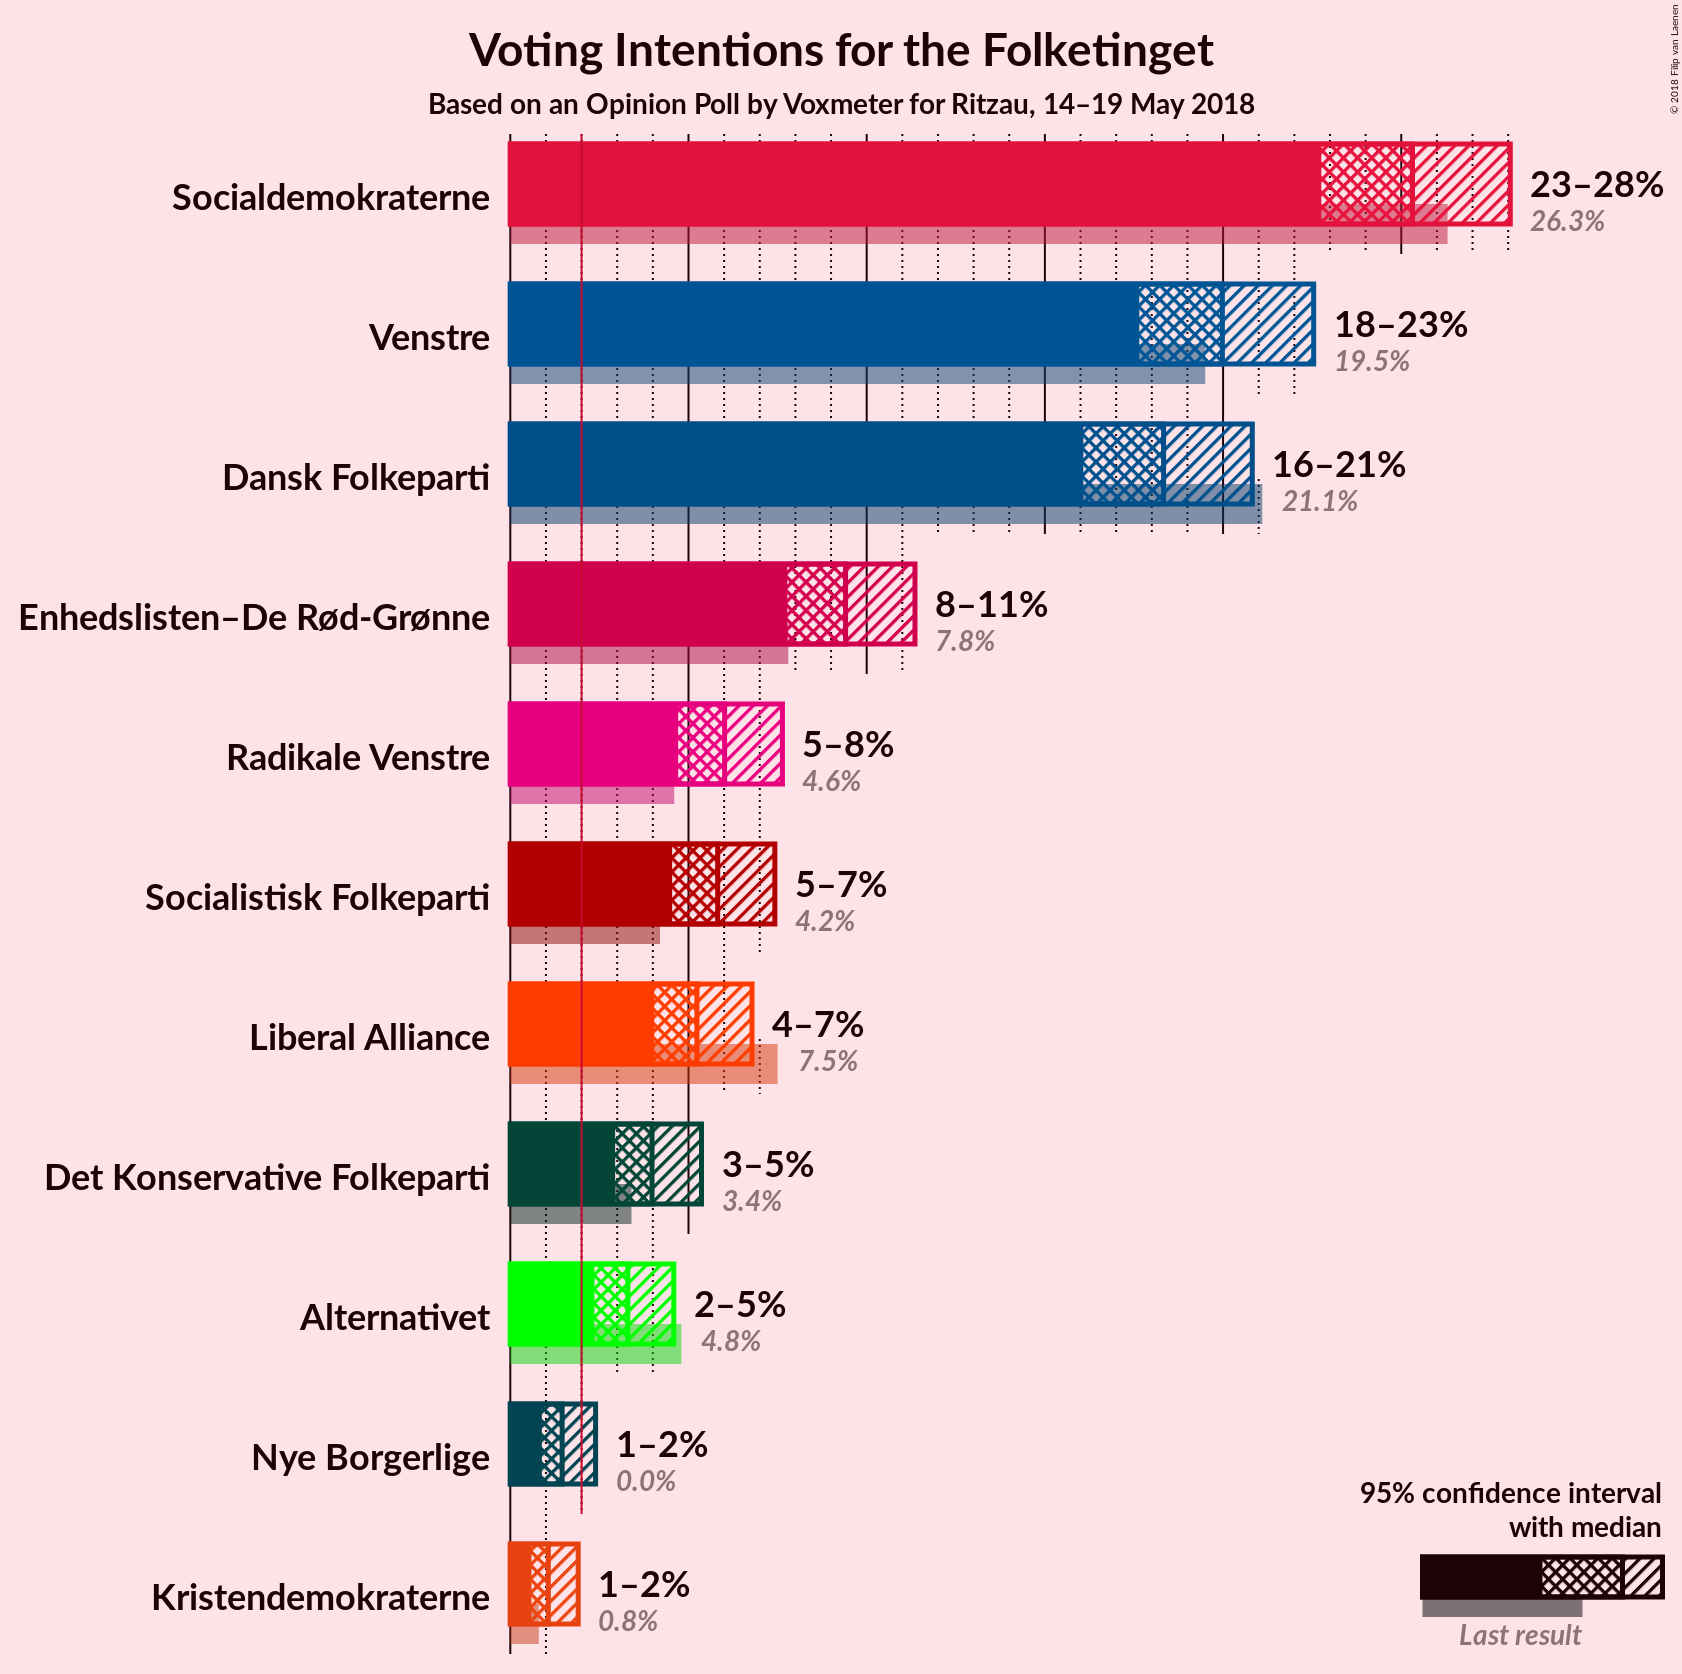 Voting Intentions for the Folketinget
Based on an Opinion Poll by Voxmeter for Ritzau, 14–19 May 2018
© 2018 Filip van Laenen
Socialdemokraterne
23–28%
26.3%
Venstre
18–23%
19.5%
Dansk Folkeparti
16–21%
21.1%
Enhedslisten–De Rød-Grønne
8–11%
7.8%
Radikale Venstre
5–8%
4.6%
Socialistisk Folkeparti
5–7%
4.2%
Liberal Alliance
4–7%
7.5%
Det Konservative Folkeparti
3–5%
3.4%
Alternativet
2–5%
4.8%
Nye Borgerlige
1–2%
0.0%
Kristendemokraterne
1–2%
0.8%
95% confidence interval
with median
Last result